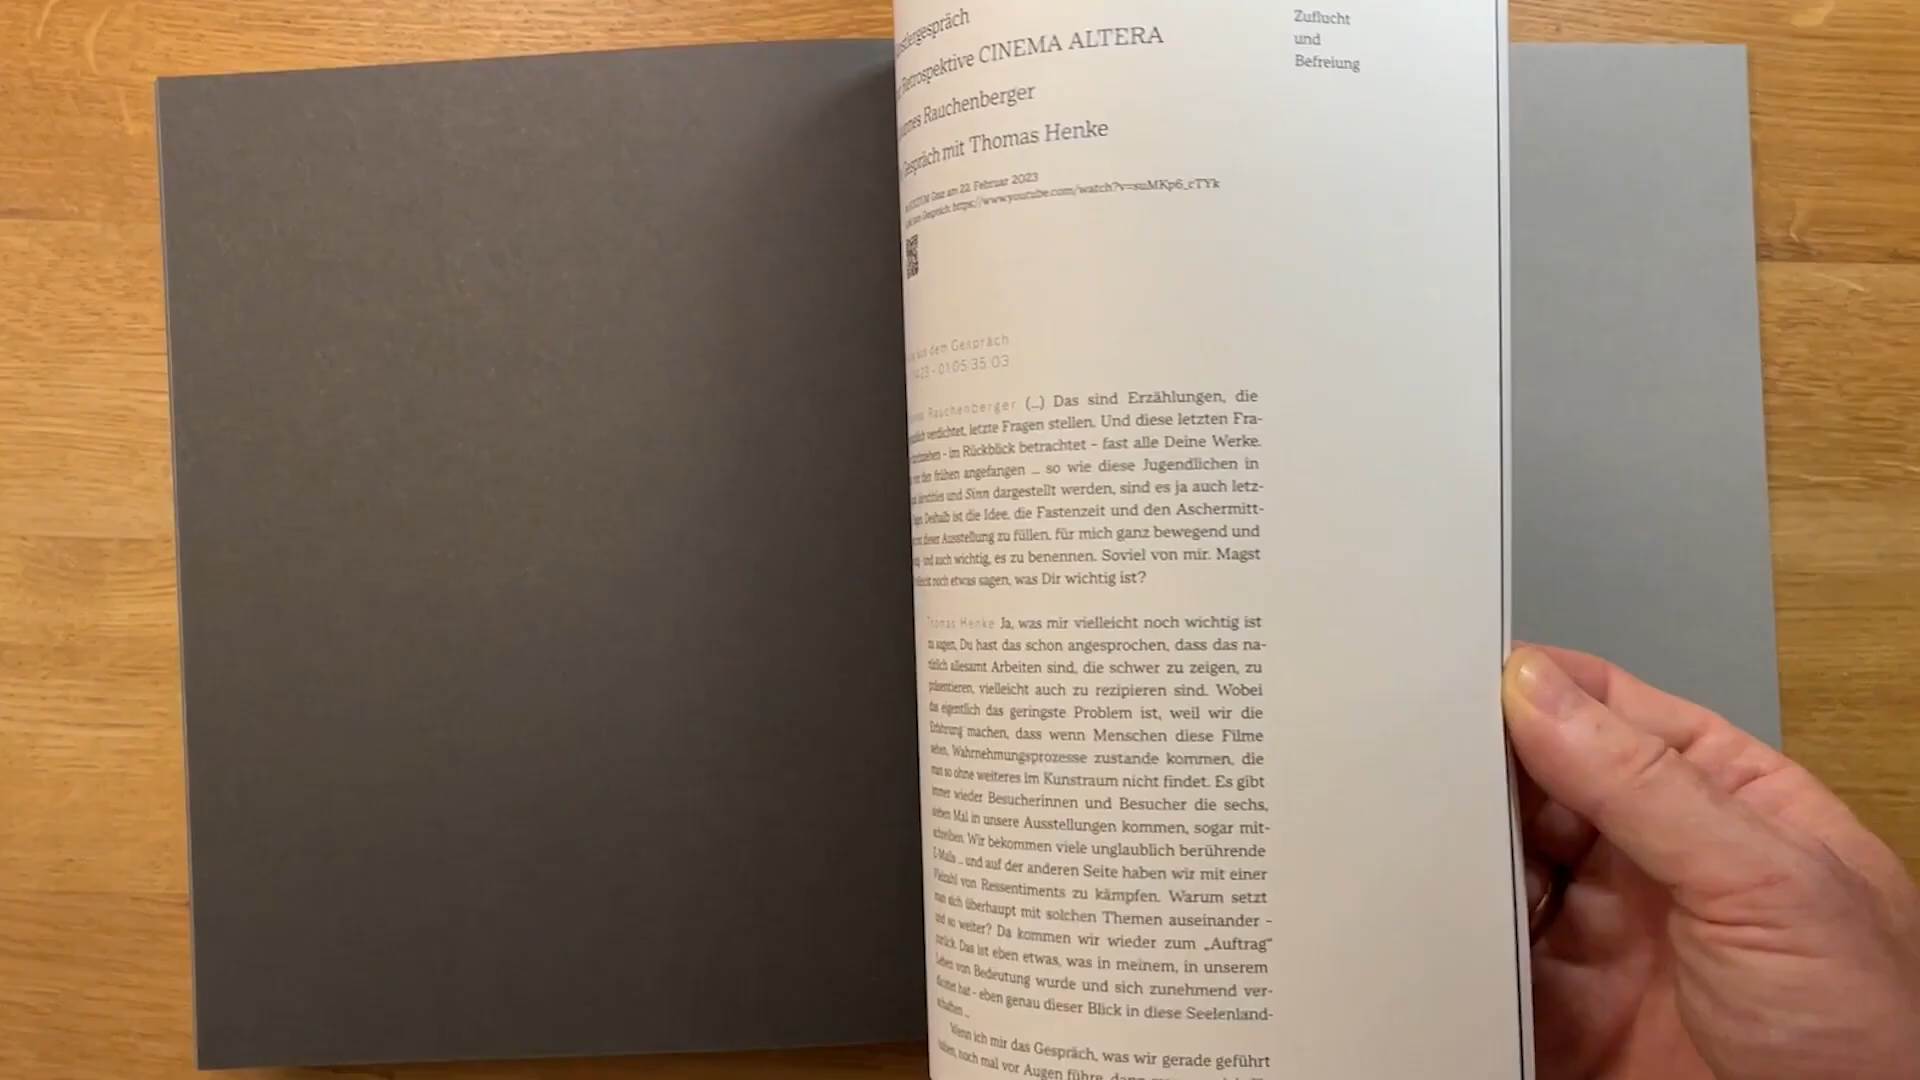 Retrospektive CINEMA ALTERA
Rauchenberger
Gespräch mit Thomas Henke
Graz am 22. Februar 2023
Gespräch: https://www.youtube.com/watch?v=suMKp6_cTYk
Zuflucht
und
Befreiung
aus dem Gespräch
- 01 05 35 03
Rauchenberger (...) Das sind Erzählungen, die
verdichtet, letzte Fragen stellen. Und diese letzten Fra-
- im Rückblick betrachtet - fast alle Deine Werke.
den frühen angefangen ... so wie diese Jugendlichen in
und Sinn dargestellt werden, sind es ja auch letz-
Deshalb ist die Idee, die Fastenzeit und den Aschermitt-
dieser Ausstellung zu füllen, für mich ganz bewegend und
und auch wichtig, es zu benennen. Soviel von mir. Magst
noch etwas sagen, was Dir wichtig ist?
Thomas Henke Ja, was mir vielleicht noch wichtig ist
zu sagen, Du hast das schon angesprochen, dass das na-
türlich allesamt Arbeiten sind, die schwer zu zeigen, zu
präsentieren, vielleicht auch zu rezipieren sind. Wobei
das eigentlich das geringste Problem ist, weil wir die
Erfahrung machen, dass wenn Menschen diese Filme
sehen, Wahrnehmungsprozesse zustande kommen, die
man so ohne weiteres im Kunstraum nicht findet. Es gibt
immer wieder Besucherinnen und Besucher die sechs,
sieben Mal in unsere Ausstellungen kommen, sogar mit-
schreiben. Wir bekommen viele unglaublich berührende
E-Mails ... und auf der anderen Seite haben wir mit einer
Vielzahl von Ressentiments zu kämpfen. Warum setzt
man sich überhaupt mit solchen Themen auseinander -
und so weiter? Da kommen wir wieder zum „Auftrag“
zurück. Das ist eben etwas, was in meinem, in unserem
Leben von Bedeutung wurde und sich zunehmend ver-
dichtet hat - eben genau dieser Blick in diese Seelenland-
schaften ...
Wenn ich mir das Gespräch, was wir gerade geführt
haben, noch mal vor Augen führe, dann